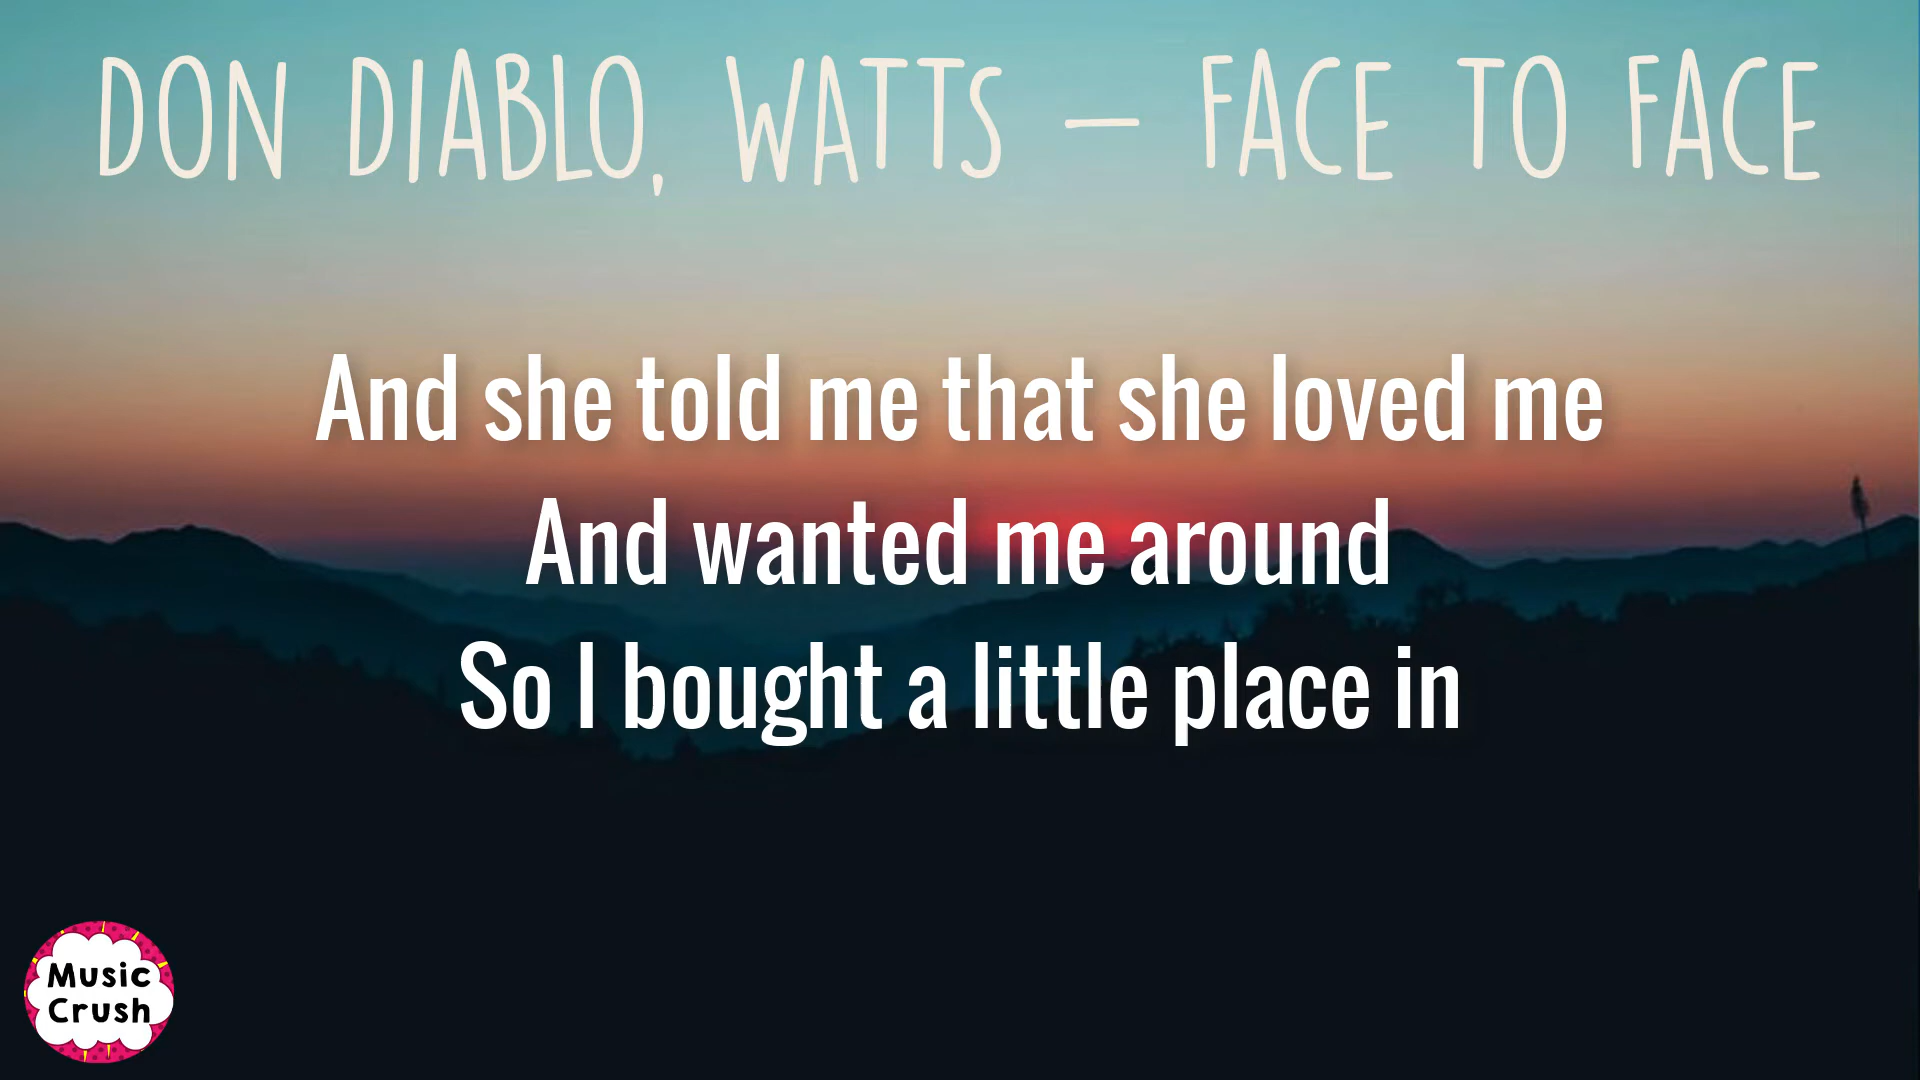 DON DIABLO, WATTS – FACE TO FACE
And she told me that she loved me
And wanted me around
So I bought a little place in
Music
Crush